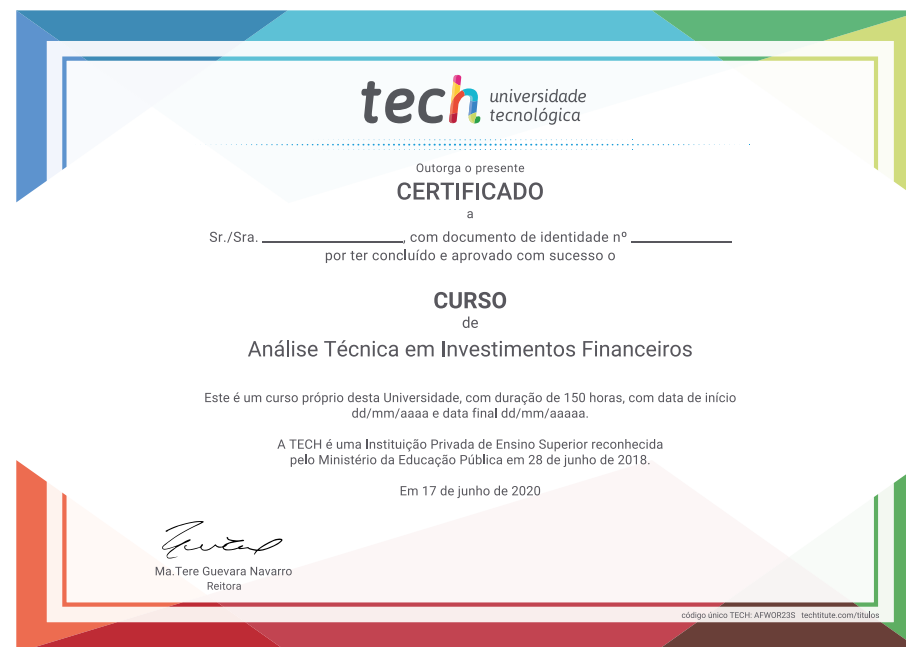 tech universidade
tecnológica
Outorga o presente
CERTIFICADO
a
Sr./Sra. ____________, com documento de identidade nº ____________
por ter concluído e aprovado com sucesso o
CURSO
de
Análise Técnica em Investimentos Financeiros
Este é um curso próprio desta Universidade, com duração de 150 horas, com data de início
dd/mm/aaaa e data final dd/mm/aaaaa.
A TECH é uma Instituição Privada de Ensino Superior reconhecida
pelo Ministério da Educação Pública em 28 de junho de 2018.
Em 17 de junho de 2020
Ma.Tere Guevara Navarro
Reitora
código único TECH: AFWOR23S techtitute.com/títulos